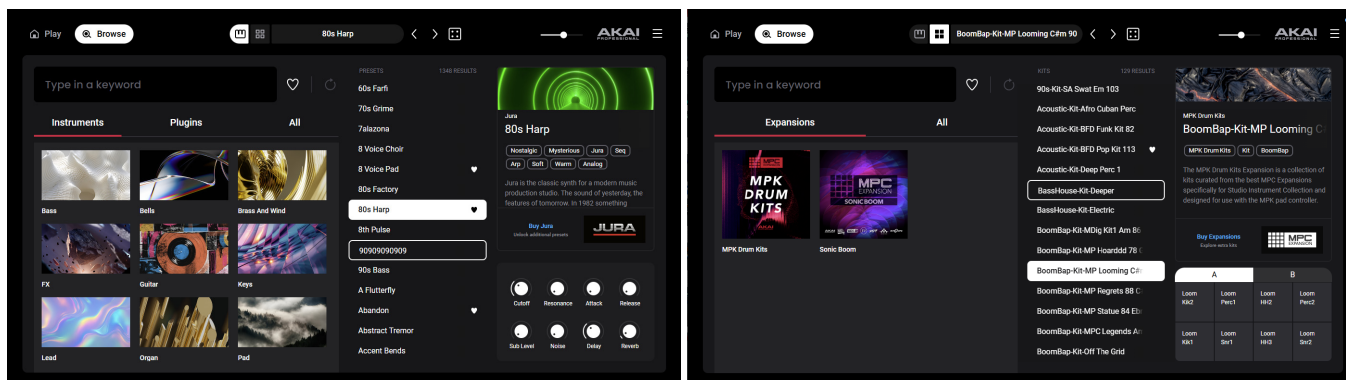 Play
Browse
80s Harp
AKAI
PROFESSIONAL
Type in a keyword
Instruments
Plugins
All
Bass
Bells
Brass And Wind
FX
Guitar
Keys
Lead
Organ
Pad
PRESETS
1348 RESULTS
60s Farfi
70s Grime
7alazona
8 Voice Choir
8 Voice Pad
80s Factory
80s Harp
8th Pulse
90909090909
90s Bass
A Flutterfly
Abandon
Abstract Tremor
Accent Bends
Jura
80s Harp
Nostalgic Mysterious Jura Seq
Arp Soft Warm Analog
Jura is the classic synth for a modern music
production studio. The sound of yesterday, the
features of tomorrow. In 1982 something
Buy Jura
Unlock additional presets
JURA
Cutoff Resonance Attack Release
Sub Level Noise Delay Reverb
Play
Browse
BoomBap-Kit-MP Looming C#m 90
AKAI
PROFESSIONAL
Type in a keyword
Expansions
All
MPC
MPK
DRUM
KITS
MPK Drum Kits
MPC
EXPANSION
SONIC BOOM
Sonic Boom
KITS
129 RESULTS
90s-Kit-SA Swat Em 103
Acoustic-Kit-Afro Cuban Perc
Acoustic-Kit-BFD Funk Kit 82
Acoustic-Kit-BFD Pop Kit 113
Acoustic-Kit-Deep Perc 1
BassHouse-Kit-Deeper
BassHouse-Kit-Electric
BoomBap-Kit-MDig Kit1 Am 86
BoomBap-Kit-MP Hoarddd 78
BoomBap-Kit-MP Looming C#
BoomBap-Kit-MP Regrets 88
BoomBap-Kit-MP Statue 84
BoomBap-Kit-MPC Legends
BoomBap-Kit-Off The Grid
MPK Drum Kits
BoomBap-Kit-MP Looming
MPK Drum Kits Kit BoomBap
The MPK Drum Kits Expansion is a collection of
kits curated from the best MPC Expansions
specifically for Studio Instrument Collection and
designed for use with the MPK pad controller.
Buy Expansions
Explore extra kits
MPC
EXPANSION
A
B
Loom Loom Loom Loom
Klk2 Perc1 HH2 Perc2
Loom Loom Loom Loom
Kik1 Snr1 HH3 Snr2